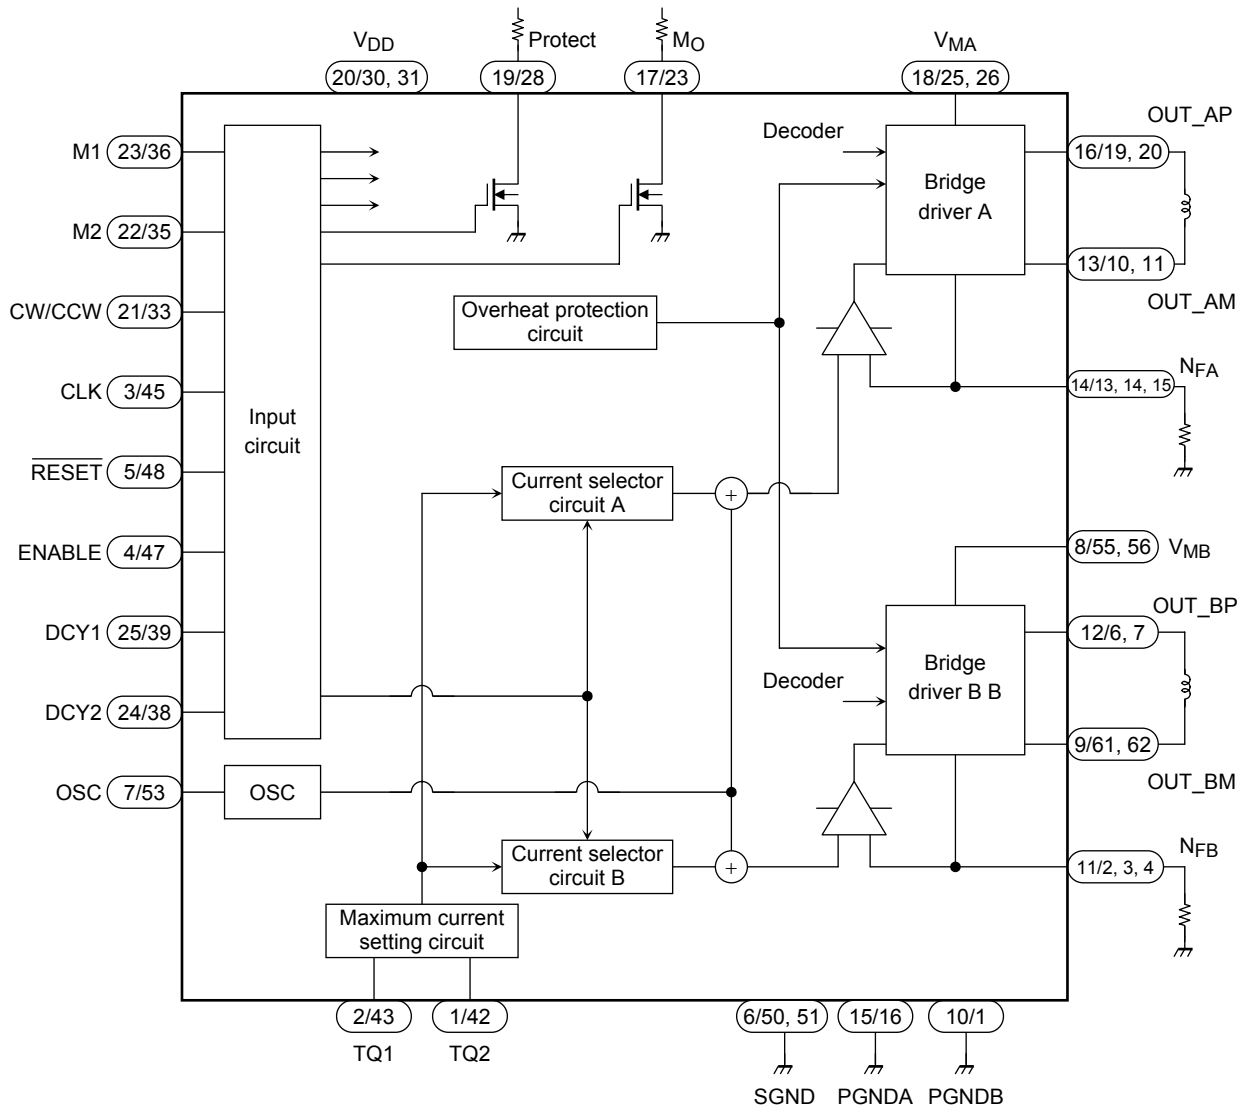 VDD
Protect
MO
VMA
20/30, 31
19/28
17/23
18/25, 26
OUT_AP
M1
23/36
Decoder
16/19, 20
Bridge
driver A
M2
22/35
13/10, 11
OUT_AM
CW/CCW
21/33
Overheat protection
circuit
NFA
CLK
3/45
14/13, 14, 15
Input
circuit
RESET
5/48
Current selector
circuit A
+
ENABLE
4/47
8/55, 56
VMB
OUT_BP
DCY1
25/39
12/6, 7
Bridge
driver B B
Decoder
DCY2
24/38
9/61, 62
OUT_BM
OSC
7/53
OSC
Current selector
circuit B
+
NFB
11/2, 3, 4
Maximum current
setting circuit
2/43
1/42
6/50, 51
15/16
10/1
TQ1
TQ2
SGND
PGNDA
PGNDB